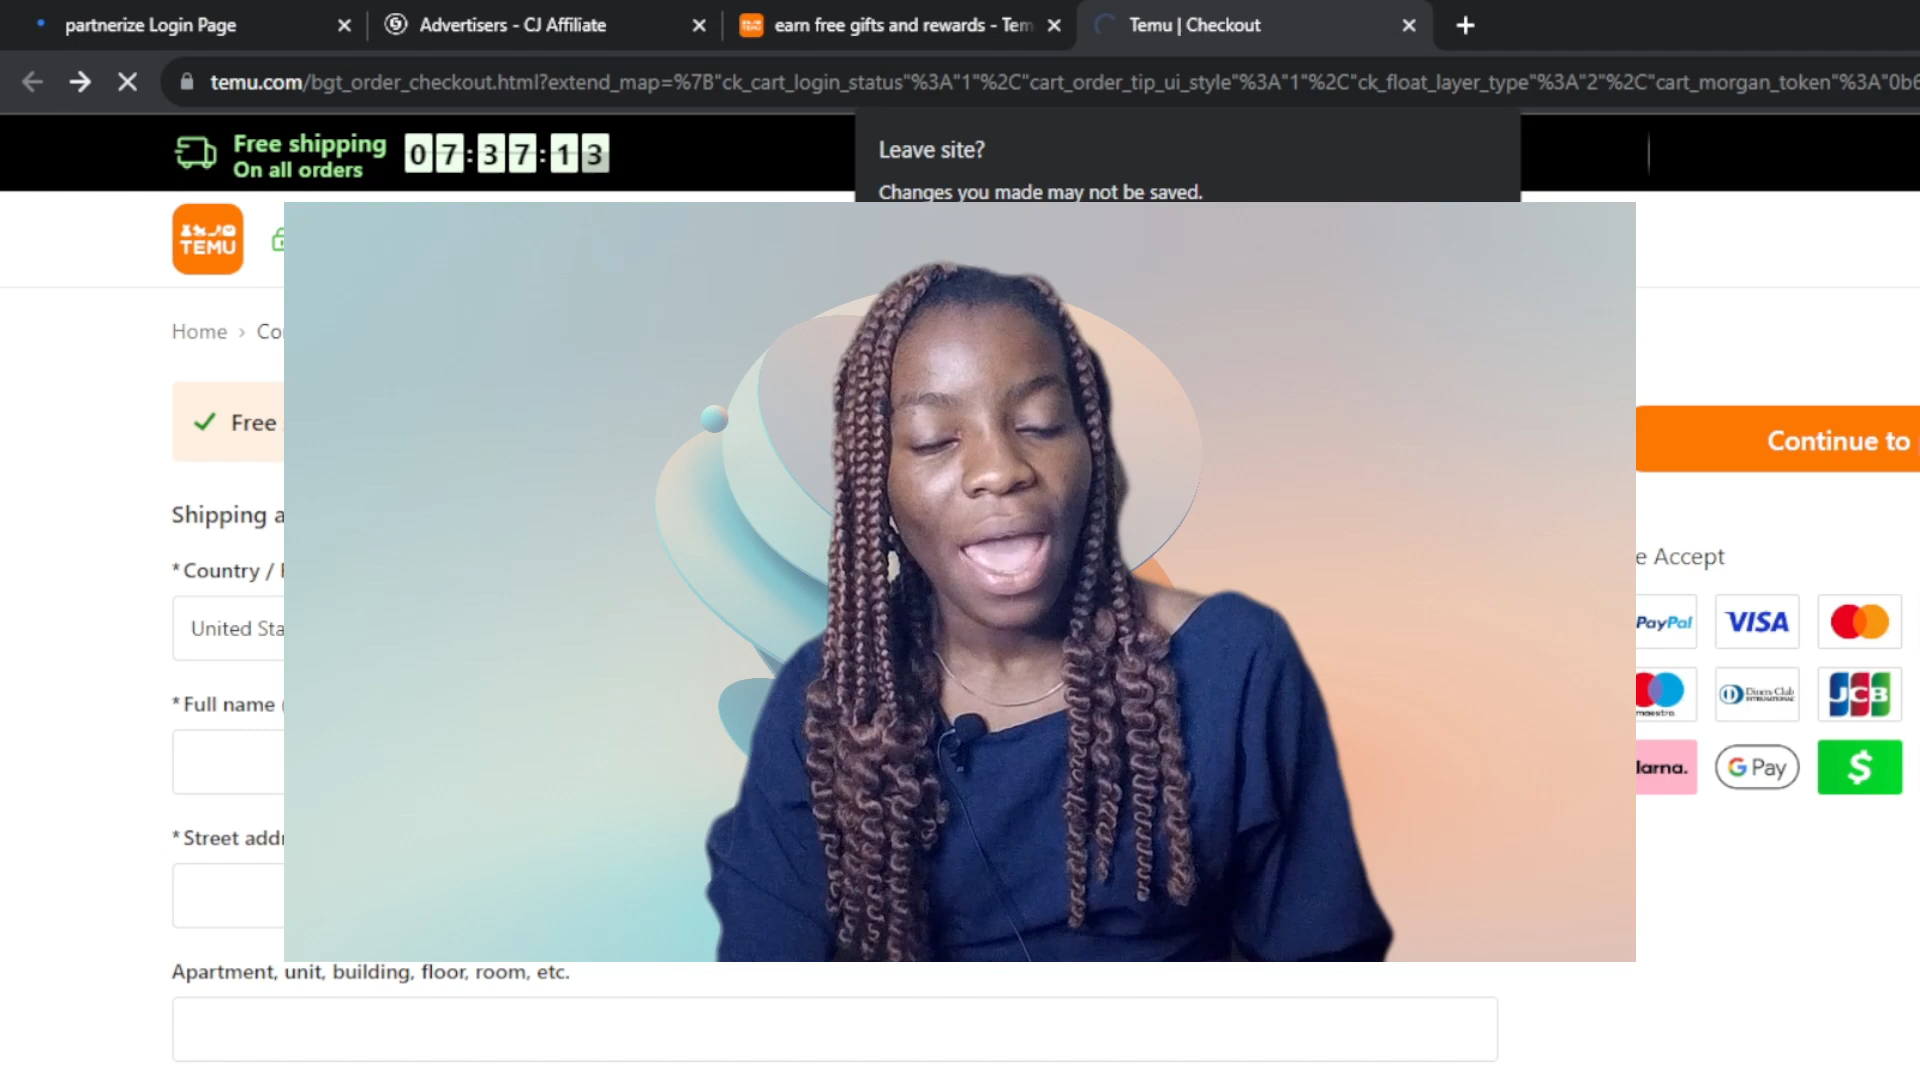 partnerize Login Page
Advertisers - CJ Affiliate
earn free gifts and rewards - Tem
Temu | Checkout
temu.com/bgt_order_checkout.html?extend_map=%7B"ck_cart_login_status"%3A"1"%2C"cart_order_tip_ui_style"%3A"1"%2C"ck_float_layer_type"%3A"2"%2C"cart_morgan_token"%3A"0b6
Free shipping
On all orders
07:37:13
Leave site?
Changes you made may not be saved.
TEMU
Home › Co
Free
Continue to
Shipping a
*Country /
e Accept
United Sta
PayPal VISA
*Full name
maestro Diners Club INTERNATIONAL JCB
larna. G Pay $
*Street addr
Apartment, unit, building, floor, room, etc.